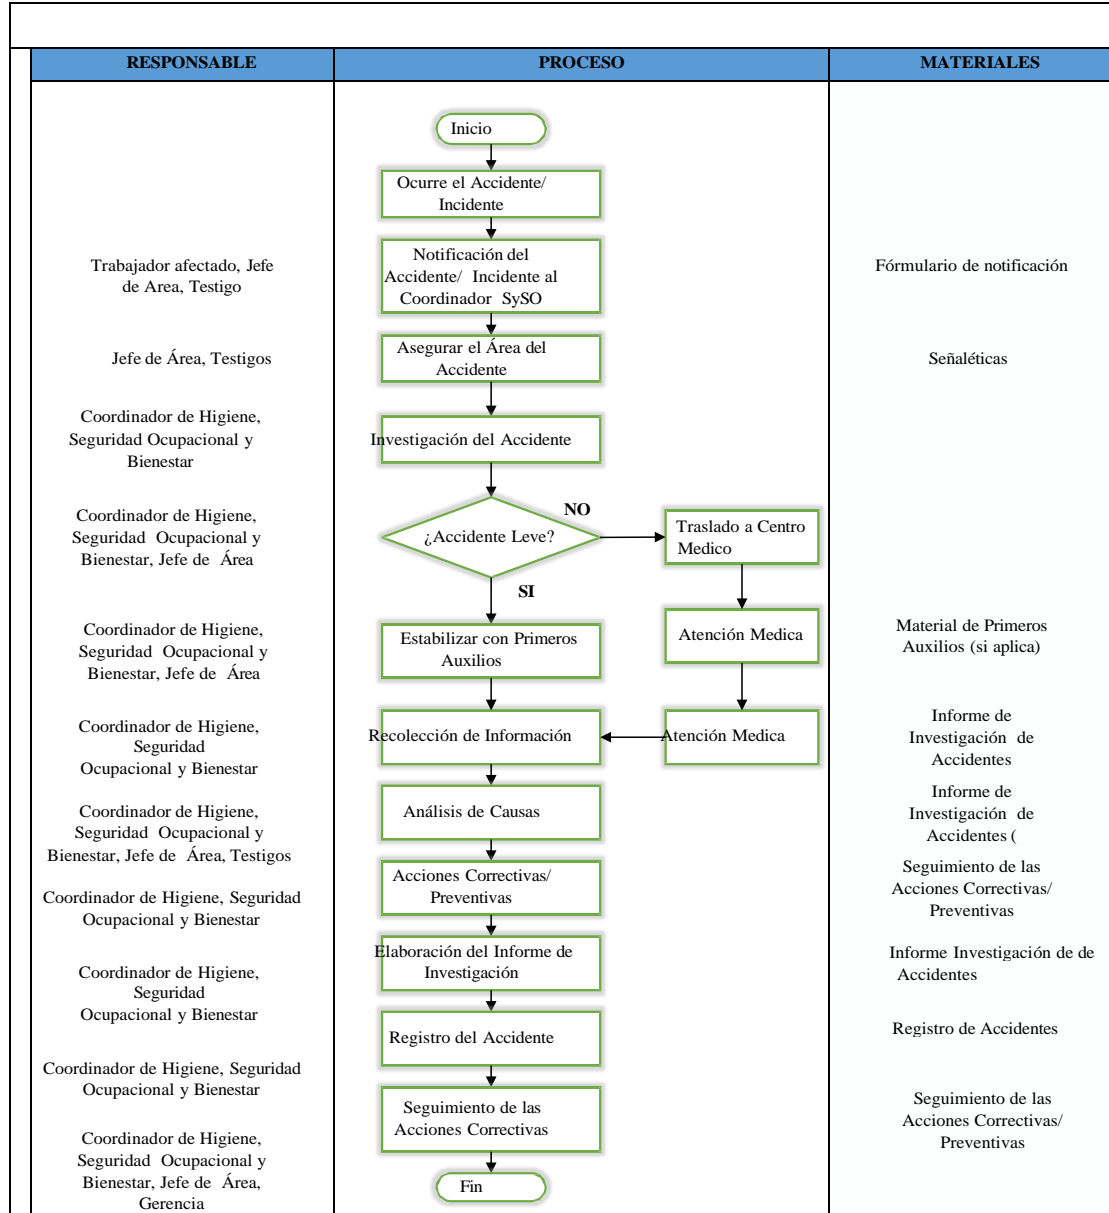 RESPONSABLE
PROCESO
MATERIALES
Inicio
Ocurre el Accidente/
Incidente
Trabajador afectado, Jefe
de Area, Testigo
Notificación del
Accidente/ Incidente al
Coordinador SySO
Fórmulario de notificación
Jefe de Área, Testigos
Asegurar el Área del
Accidente
Señaléticas
Coordinador de Higiene,
Seguridad Ocupacional y
Bienestar
Investigación del Accidente
Coordinador de Higiene,
Seguridad Ocupacional y
Bienestar, Jefe de Área
¿Accidente Leve?
NO
SI
Traslado a Centro
Medico
Coordinador de Higiene,
Seguridad Ocupacional y
Bienestar, Jefe de Área
Estabilizar con Primeros
Auxilios
Atención Medica
Material de Primeros
Auxilios (si aplica)
Coordinador de Higiene,
Seguridad
Ocupacional y Bienestar
Recolección de Información
Atención Medica
Informe de
Investigación de
Accidentes
Coordinador de Higiene,
Seguridad Ocupacional y
Bienestar, Jefe de Área, Testigos
Análisis de Causas
Informe de
Investigación de
Accidentes (
Coordinador de Higiene, Seguridad
Ocupacional y Bienestar
Acciones Correctivas/
Preventivas
Seguimiento de las
Acciones Correctivas/
Preventivas
Coordinador de Higiene,
Seguridad
Ocupacional y Bienestar
Elaboración del Informe de
Investigación
Informe Investigación de de
Accidentes
Coordinador de Higiene, Seguridad
Ocupacional y Bienestar
Registro del Accidente
Registro de Accidentes
Coordinador de Higiene,
Seguridad Ocupacional y
Bienestar, Jefe de Área,
Gerencia
Seguimiento de las
Acciones Correctivas
Seguimiento de las
Acciones Correctivas/
Preventivas
Fin